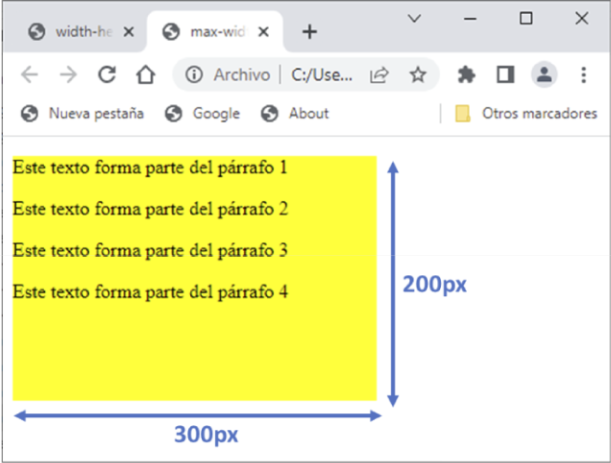 width-he
max-wid
Archivo
C:/Use...
Nueva pestaña
Google
About
Otros marcadores
Este texto forma parte del párrafo 1
Este texto forma parte del párrafo 2
Este texto forma parte del párrafo 3
Este texto forma parte del párrafo 4
200px
300px